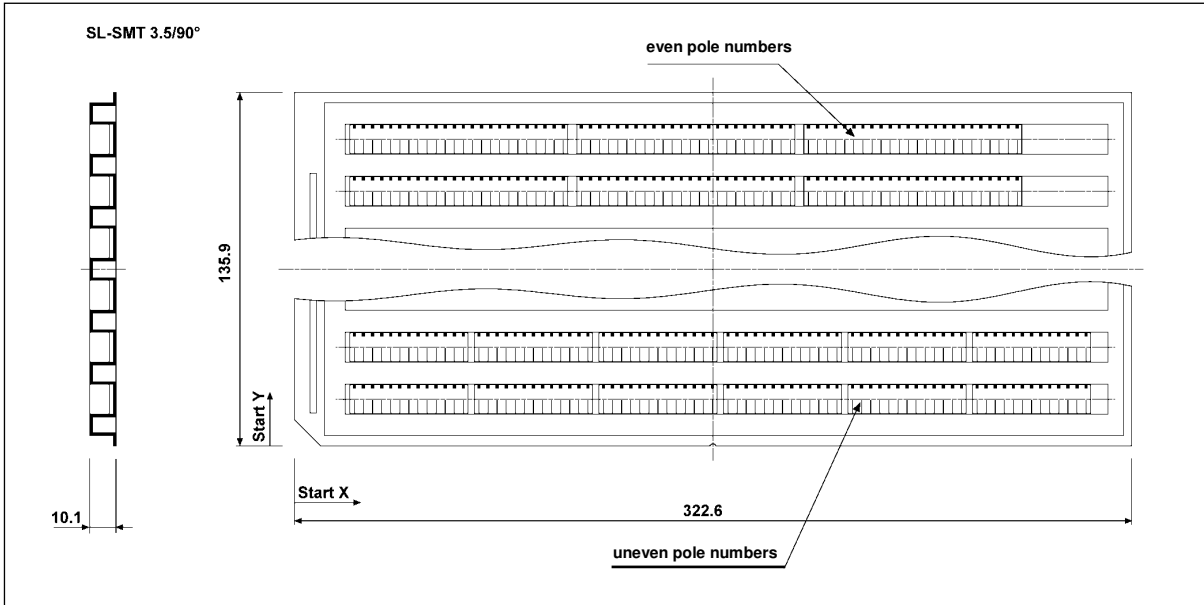 SL-SMT 3.5/90°
even pole numbers
135.9
Start Y
Start X
10.1
322.6
uneven pole numbers